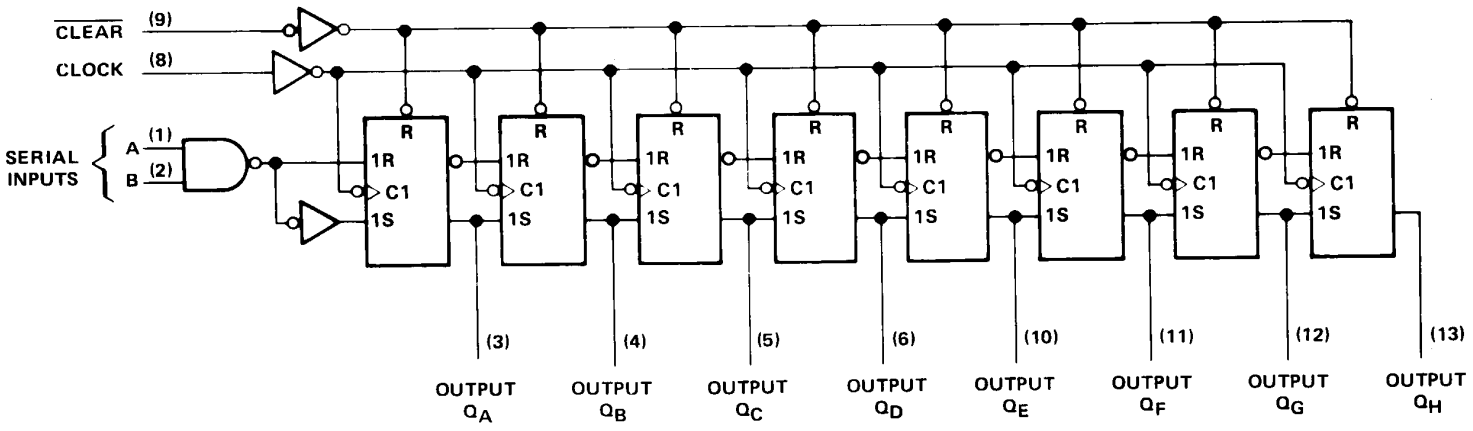 CLEAR (9)
CLOCK (8)
SERIAL INPUTS
A (1)
B (2)
R R R R R R R R
1R 1R 1R 1R 1R 1R 1R 1R
C1 C1 C1 C1 C1 C1 C1 C1
1S 1S 1S 1S 1S 1S 1S 1S
(3) (4) (5) (6) (10) (11) (12) (13)
OUTPUT OUTPUT OUTPUT OUTPUT OUTPUT OUTPUT OUTPUT OUTPUT
QA QB QC QD QE QF QG QH